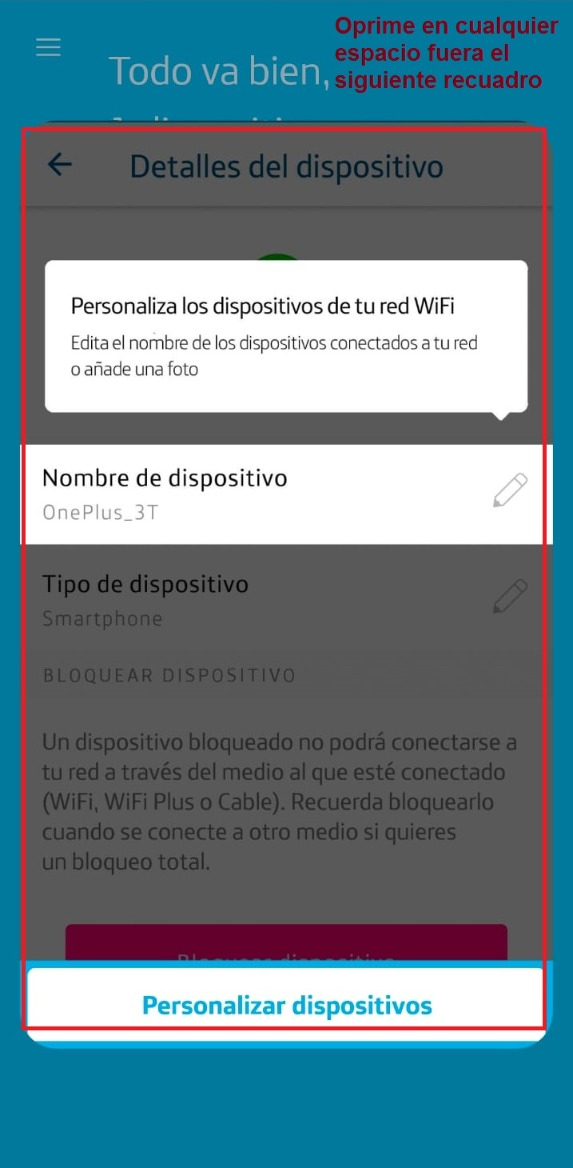 Oprime en cualquier
espacio fuera el
siguiente recuadro
Todo va bien,
Detalles del dispositivo
Personaliza los dispositivos de tu red WiFi
Edita el nombre de los dispositivos conectados a tu red
o añade una foto
Nombre de dispositivo
OnePlus_3T
Tipo de dispositivo
Smartphone
BLOQUEAR DISPOSITIVO
Un dispositivo bloqueado no podrá conectarse a
tu red a través del medio al que esté conectado
(WiFi, WiFi Plus o Cable). Recuerda bloquearlo
cuando se conecte a otro medio si quieres
un bloqueo total.
Bloquear dispositivo
Personalizar dispositivos